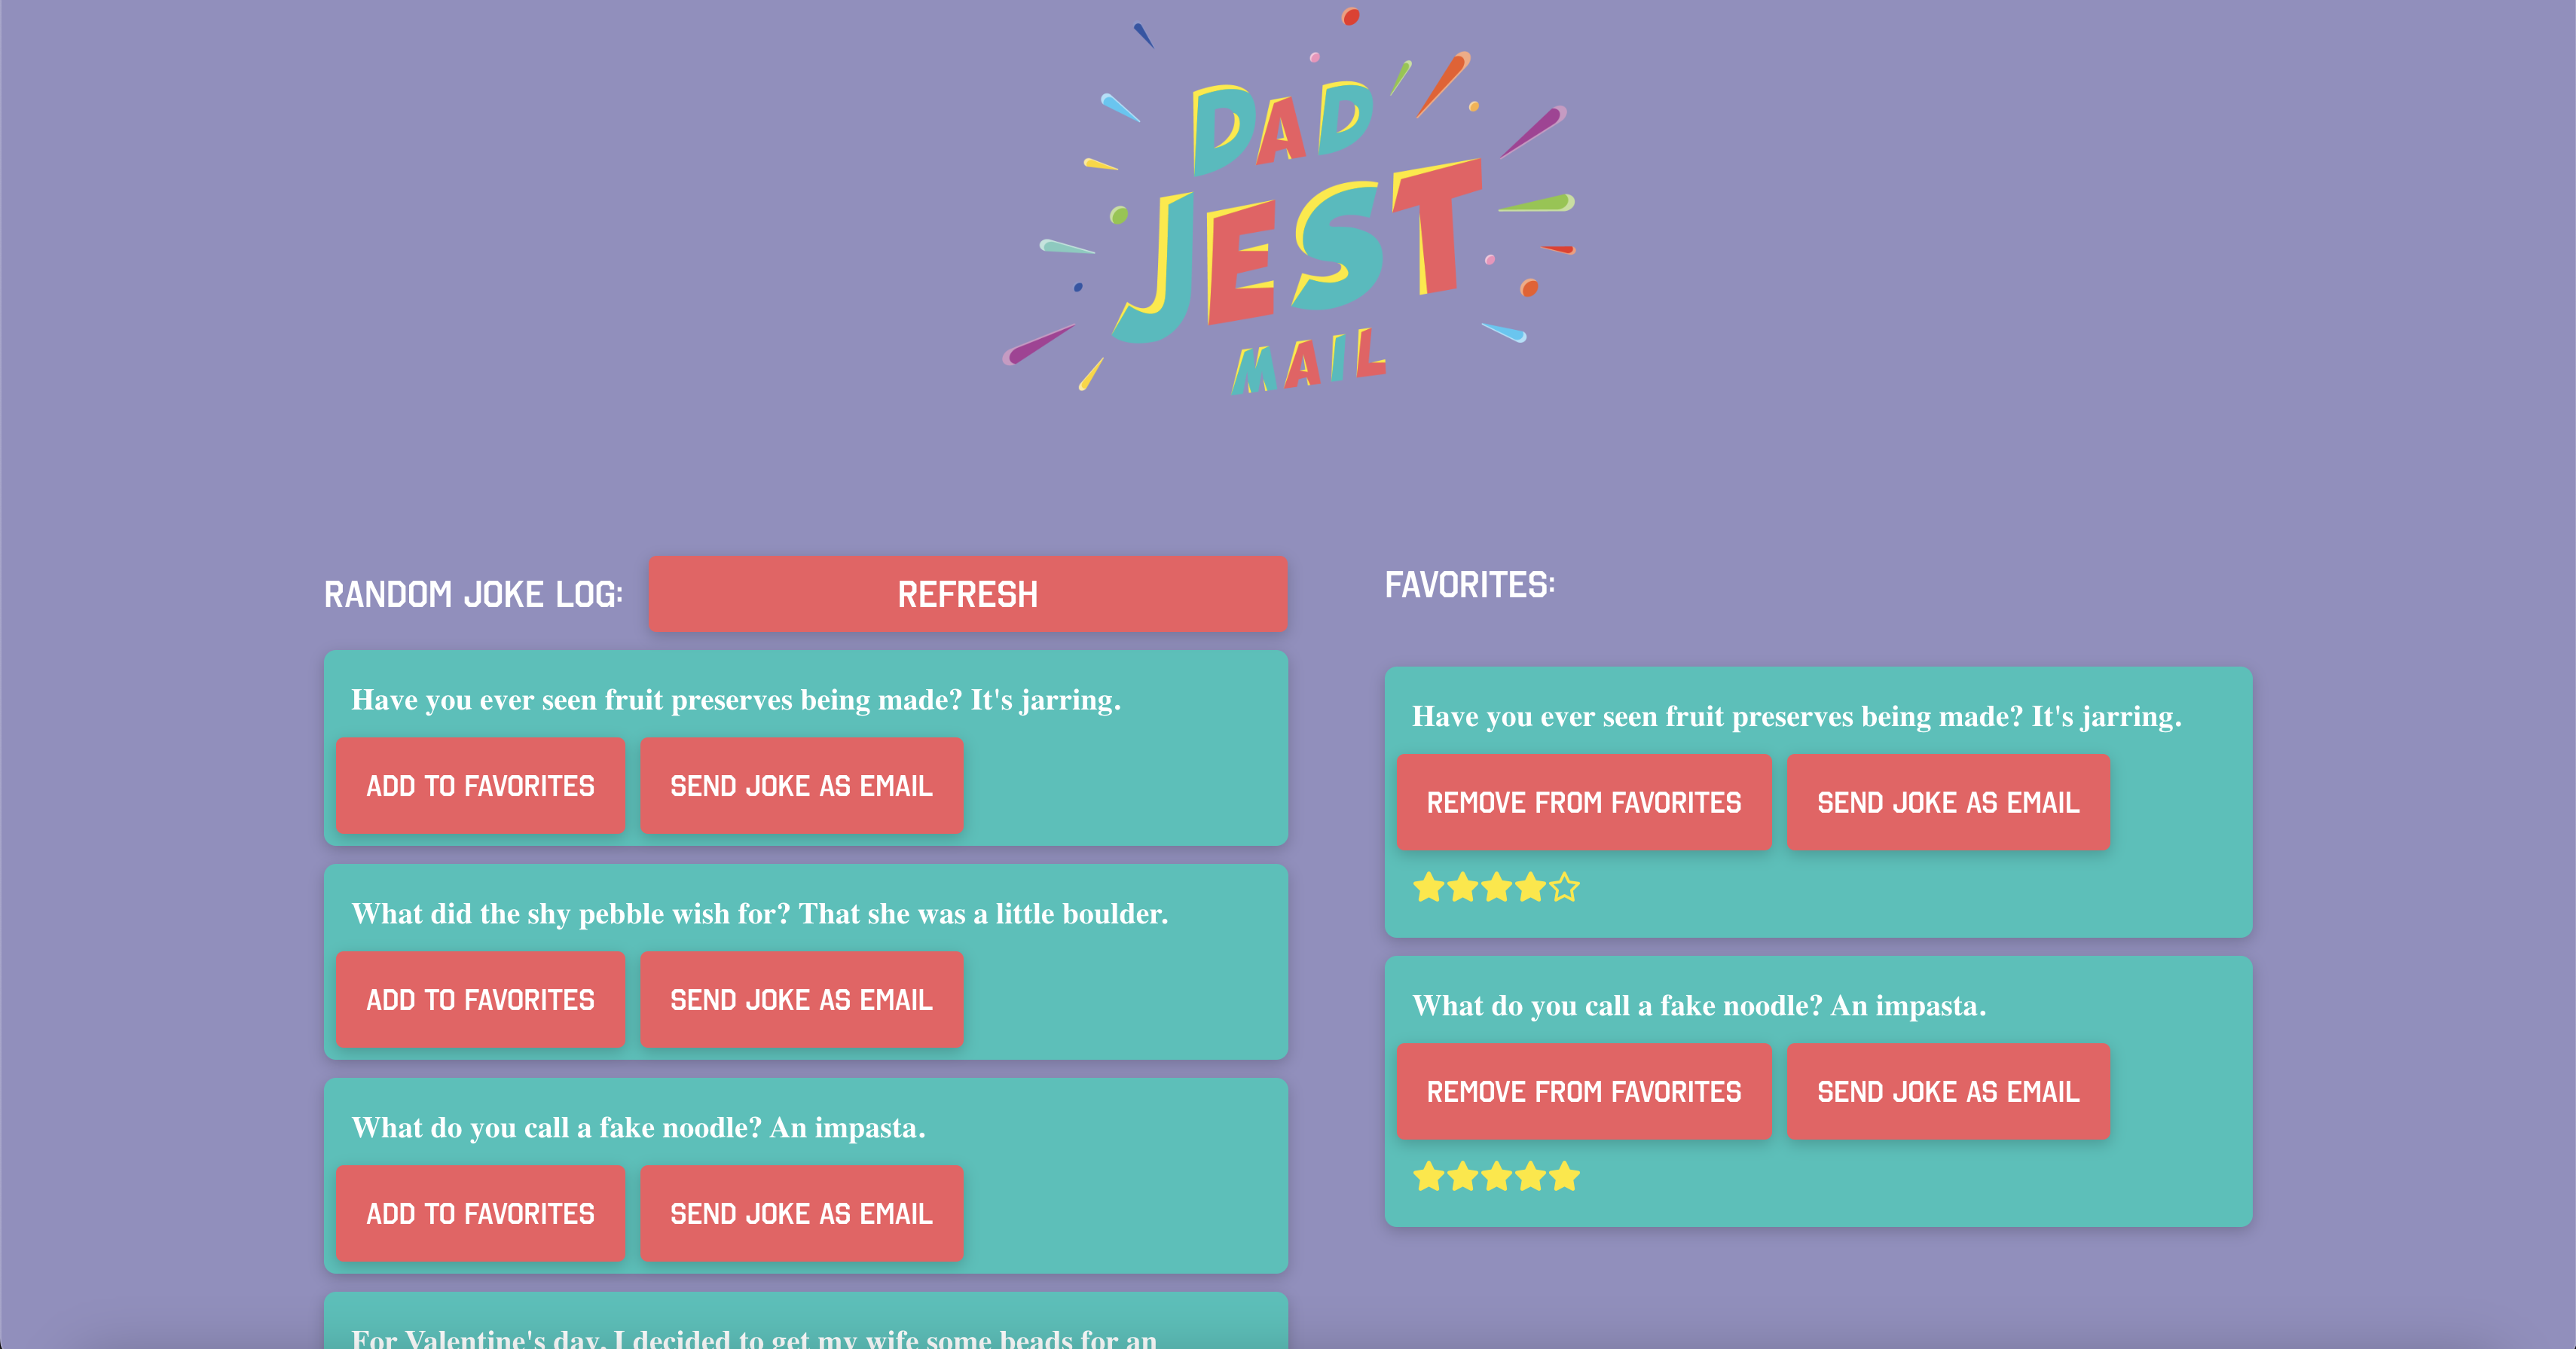 DAD
JEST
MAIL
RANDOM JOKE LOG:
REFRESH
Have you ever seen fruit preserves being made? It's jarring.
ADD TO FAVORITES
SEND JOKE AS EMAIL
What did the shy pebble wish for? That she was a little boulder.
ADD TO FAVORITES
SEND JOKE AS EMAIL
What do you call a fake noodle? An impasta.
ADD TO FAVORITES
SEND JOKE AS EMAIL
For Valentine's day, I decided to get my wife some beads for an
FAVORITES:
Have you ever seen fruit preserves being made? It's jarring.
REMOVE FROM FAVORITES
SEND JOKE AS EMAIL
What do you call a fake noodle? An impasta.
REMOVE FROM FAVORITES
SEND JOKE AS EMAIL